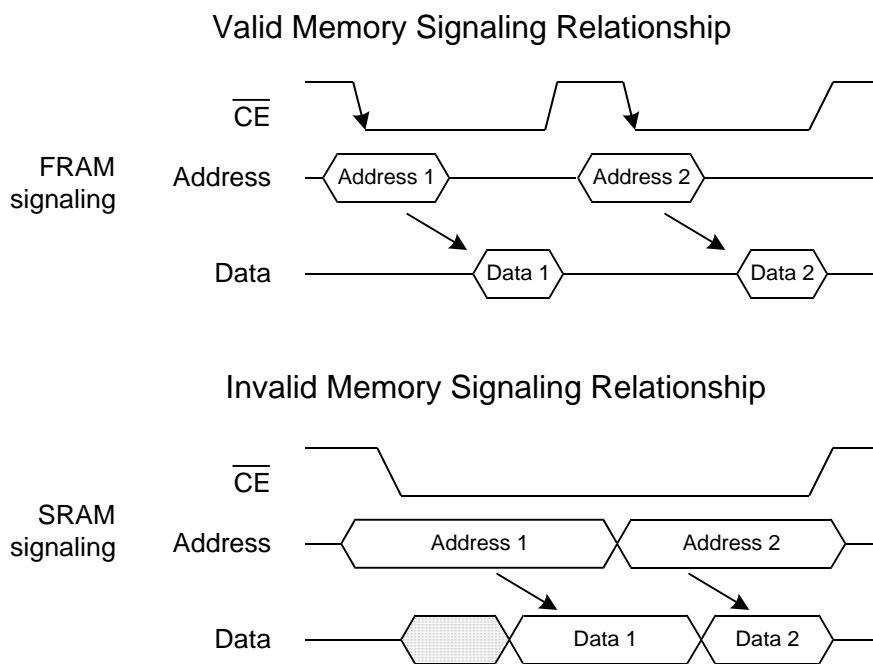 Valid Memory Signaling Relationship
CE
FRAM
signaling
Address
Address 1
Address 2
Data
Data 1
Data 2
Invalid Memory Signaling Relationship
CE
SRAM
signaling
Address
Address 1
Address 2
Data
Data 1
Data 2